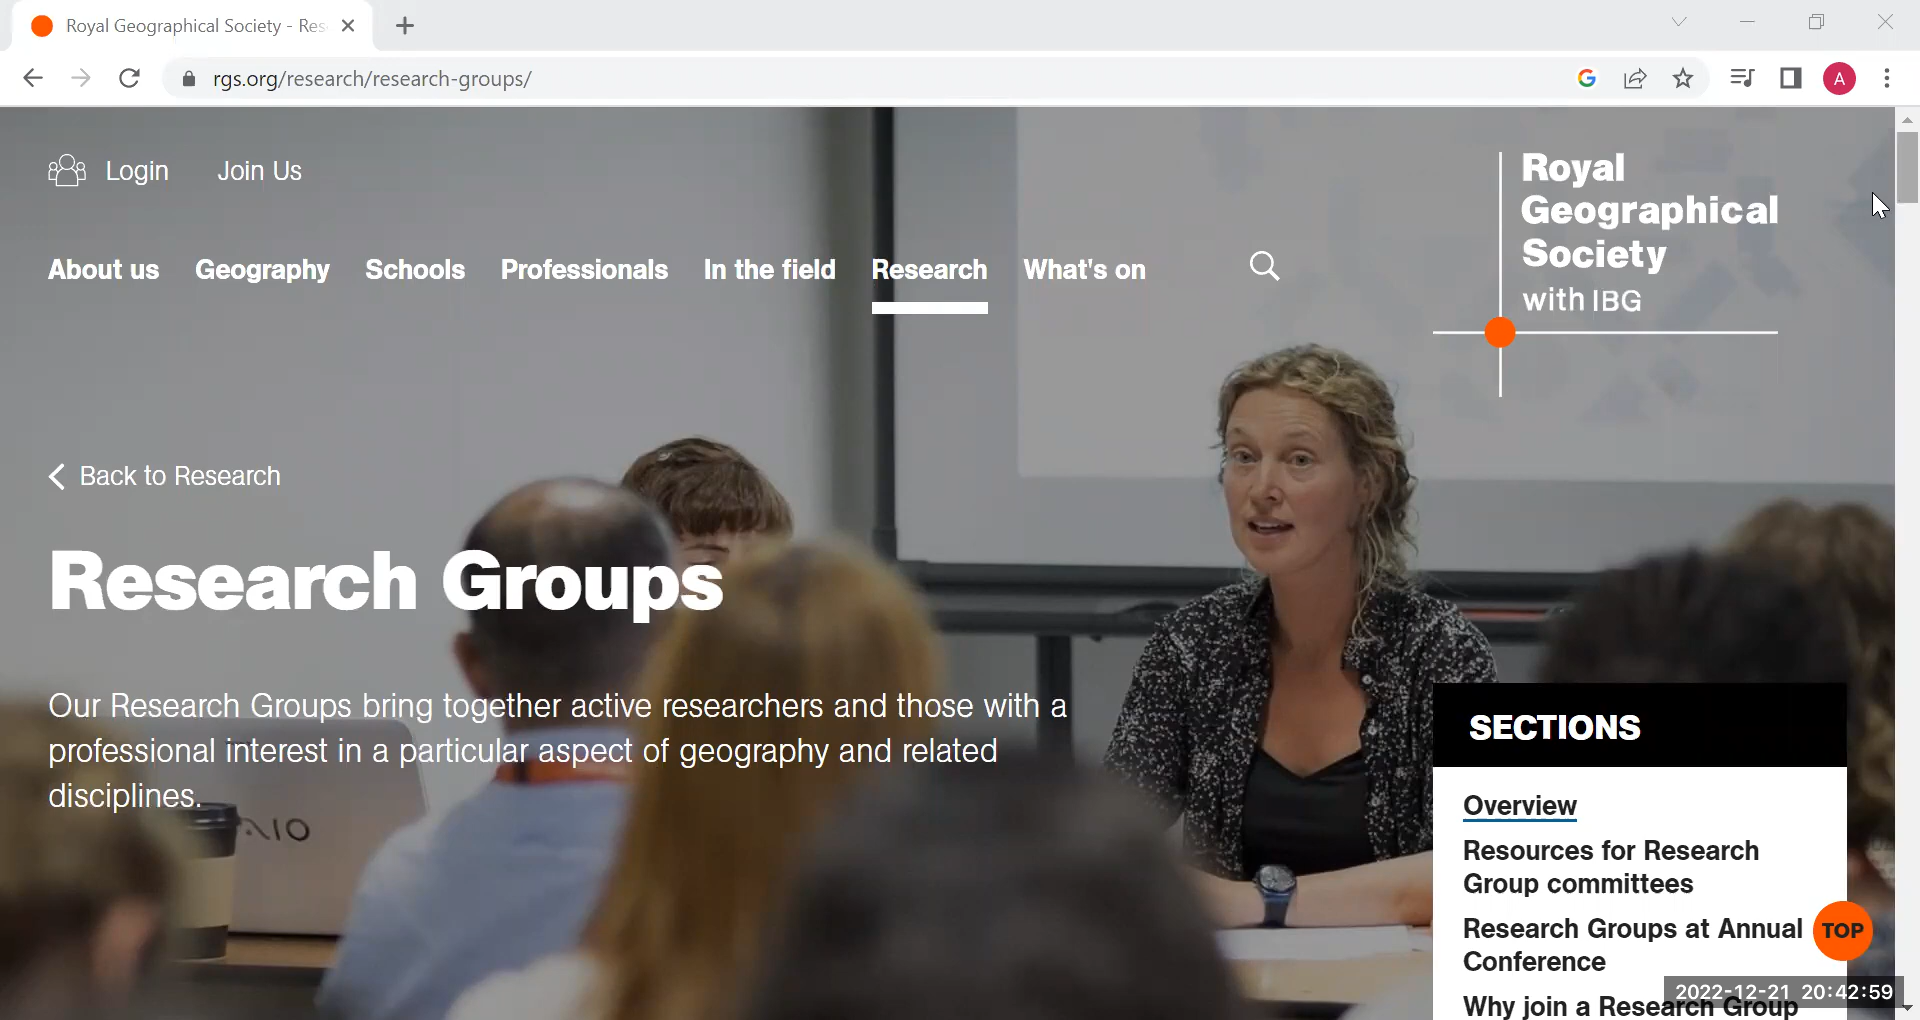 Royal Geographical Society - Res
rgs.org/research/research-groups/
A
Login Join Us
Royal
Geographical
Society
with IBG
About us Geography Schools Professionals In the field Research What's on
Back to Research
Research Groups
Our Research Groups bring together active researchers and those with a
professional interest in a particular aspect of geography and related
disciplines.
SECTIONS
Overview
Resources for Research
Group committees
Research Groups at Annual
Conference
TOP
Why join a Research Group
2022-12-21 20:42:59